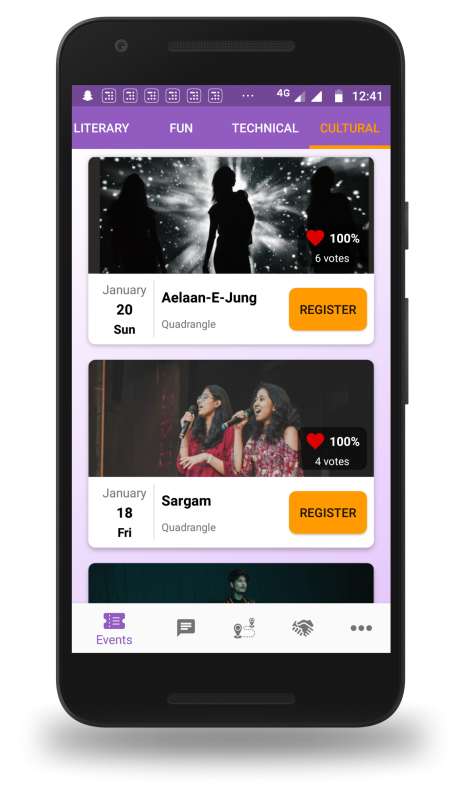 4G 12:41
LITERARY FUN TECHNICAL CULTURAL
100%
6 votes
January
20
Sun
Aelaan-E-Jung
Quadrangle
REGISTER
100%
4 votes
January
18
Fri
Sargam
Quadrangle
REGISTER
Events